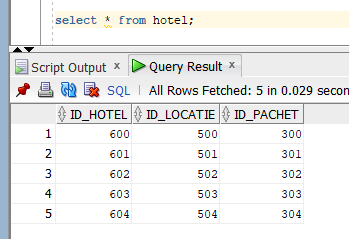 select * from hotel;
Script Output x Query Result x
SQL | All Rows Fetched: 5 in 0.029 secon
ID_HOTEL ID_LOCATIE ID_PACHET
1 600 500 300
2 601 501 301
3 602 502 302
4 603 503 303
5 604 504 304